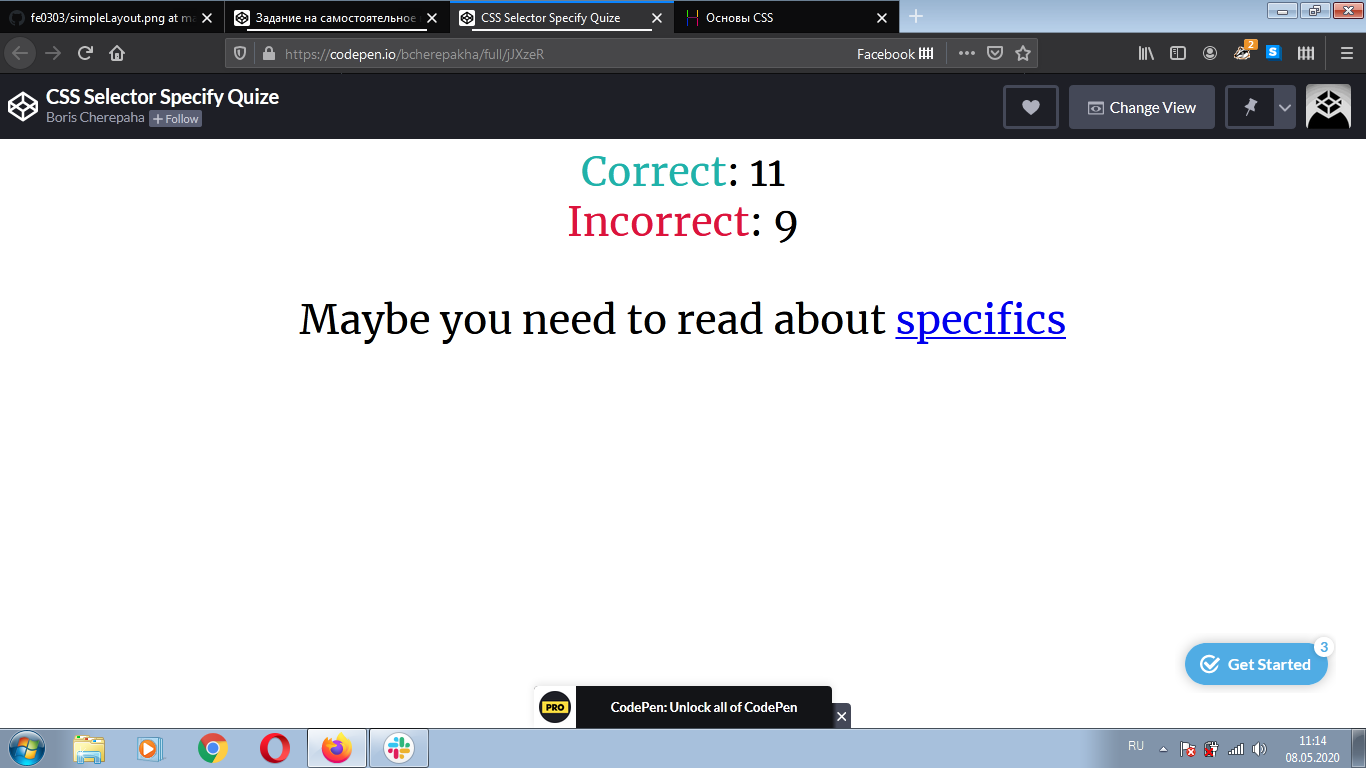 fe0303/simpleLayout.png at ma
Задание на самостоятельное
CSS Selector Specify Quize
Основы CSS
https://codepen.io/bcherepakha/full/jJXzeR
Facebook
2
S
CSS Selector Specify Quize
Boris Cherepaha
+ Follow
Change View
Correct: 11
Incorrect: 9
Maybe you need to read about specifics
3
Get Started
PRO
CodePen: Unlock all of CodePen
RU
11:14
08.05.2020